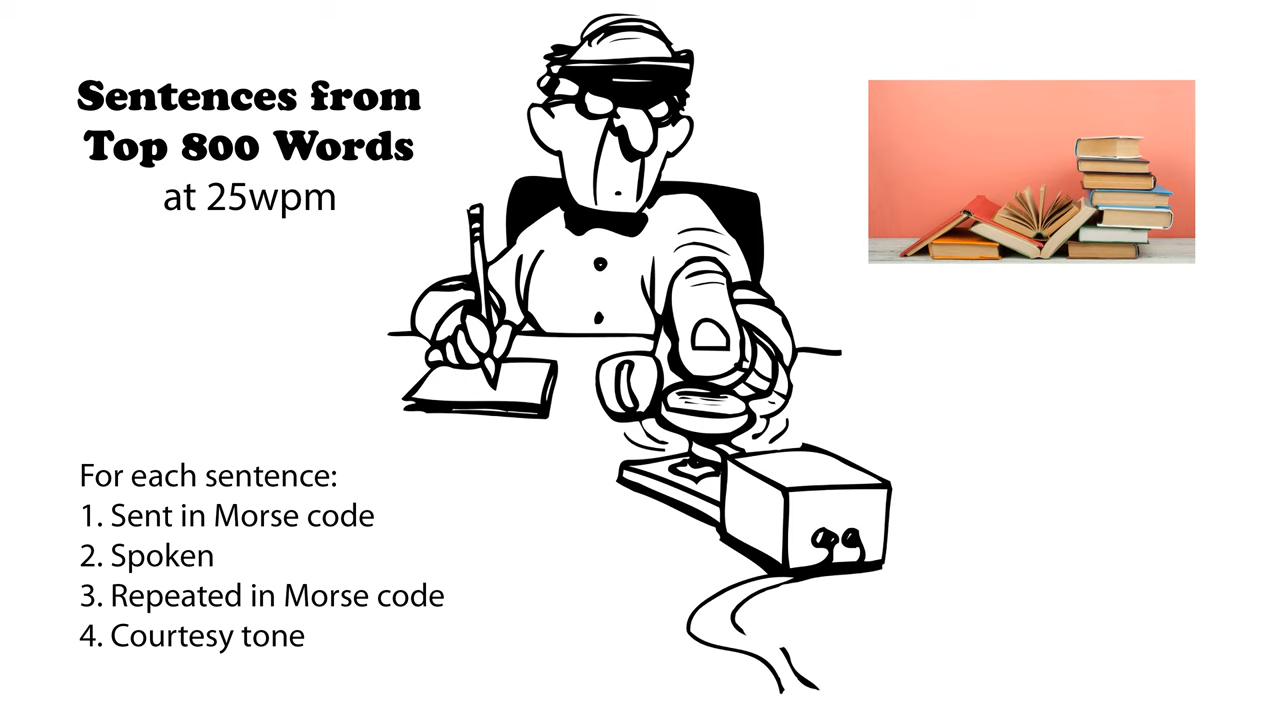 Sentences from
Top 800 Words
at 25wpm
For each sentence:
1. Sent in Morse code
2. Spoken
3. Repeated in Morse code
4. Courtesy tone